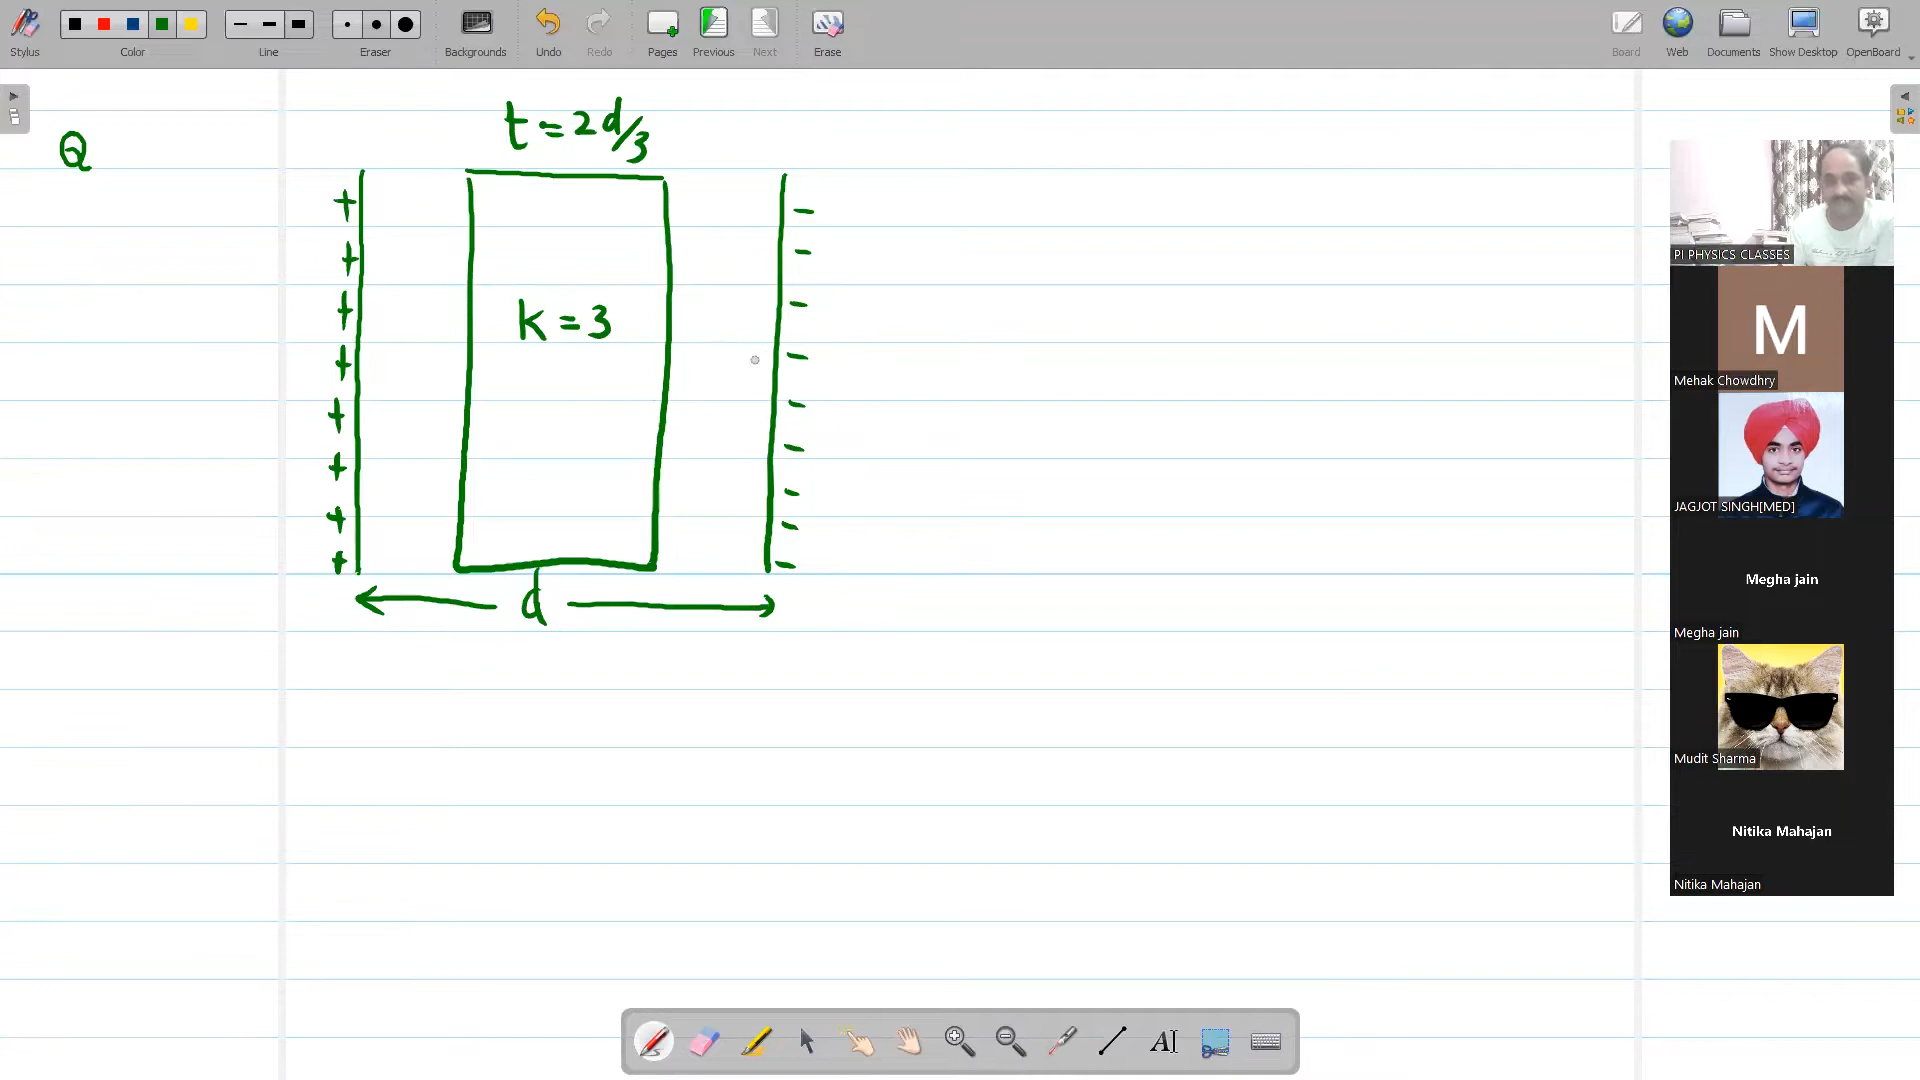 Stylus
Color
Line
Eraser
Backgrounds
Undo
Redo
Pages
Previous
Next
Erase
Board
Web
Documents
Show Desktop
OpenBoard
Q
t = 2d/3
+ -
+ -
+ -
+ -
+ -
+ -
+ -
+ -
-
K = 3
d
PI PHYSICS CLASSES
M
Mehak Chowdhry
JAGJOT SINGH[MED]
Megha jain
Megha jain
Mudit Sharma
Nitika Mahajan
Nitika Mahajan